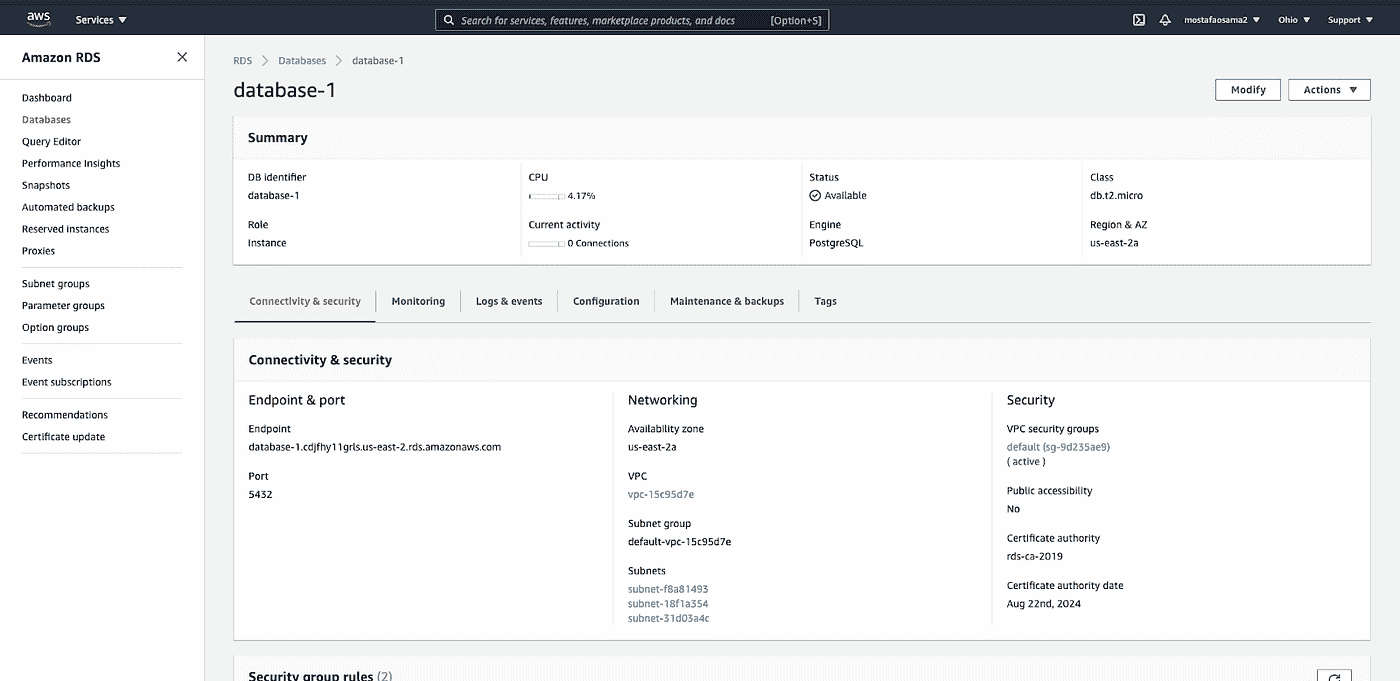 aws
Services
Search for services, features, marketplace products, and docs [Option+S]
mostafaosama2
Ohio
Support
Amazon RDS
Dashboard
Databases
Query Editor
Performance Insights
Snapshots
Automated backups
Reserved instances
Proxies
Subnet groups
Parameter groups
Option groups
Events
Event subscriptions
Recommendations
Certificate update
RDS Databases database-1
database-1
Modify
Actions
Summary
DB identifier
database-1
CPU
4.17%
Status
Available
Class
db.t2.micro
Role
Instance
Current activity
0 Connections
Engine
PostgreSQL
Region & AZ
us-east-2a
Connectivity & security
Monitoring
Logs & events
Configuration
Maintenance & backups
Tags
Connectivity & security
Endpoint & port
Endpoint
database-1.cdjfhy11grls.us-east-2.rds.amazonaws.com
Port
5432
Networking
Availability zone
us-east-2a
VPC
vpc-15c95d7e
Subnet group
default-vpc-15c95d7e
Subnets
subnet-f8a81493
subnet-18f1a354
subnet-31d03a4c
Security
VPC security groups
default (sg-9d235ae9)
( active )
Public accessibility
No
Certificate authority
rds-ca-2019
Certificate authority date
Aug 22nd, 2024
Security group rules (2)